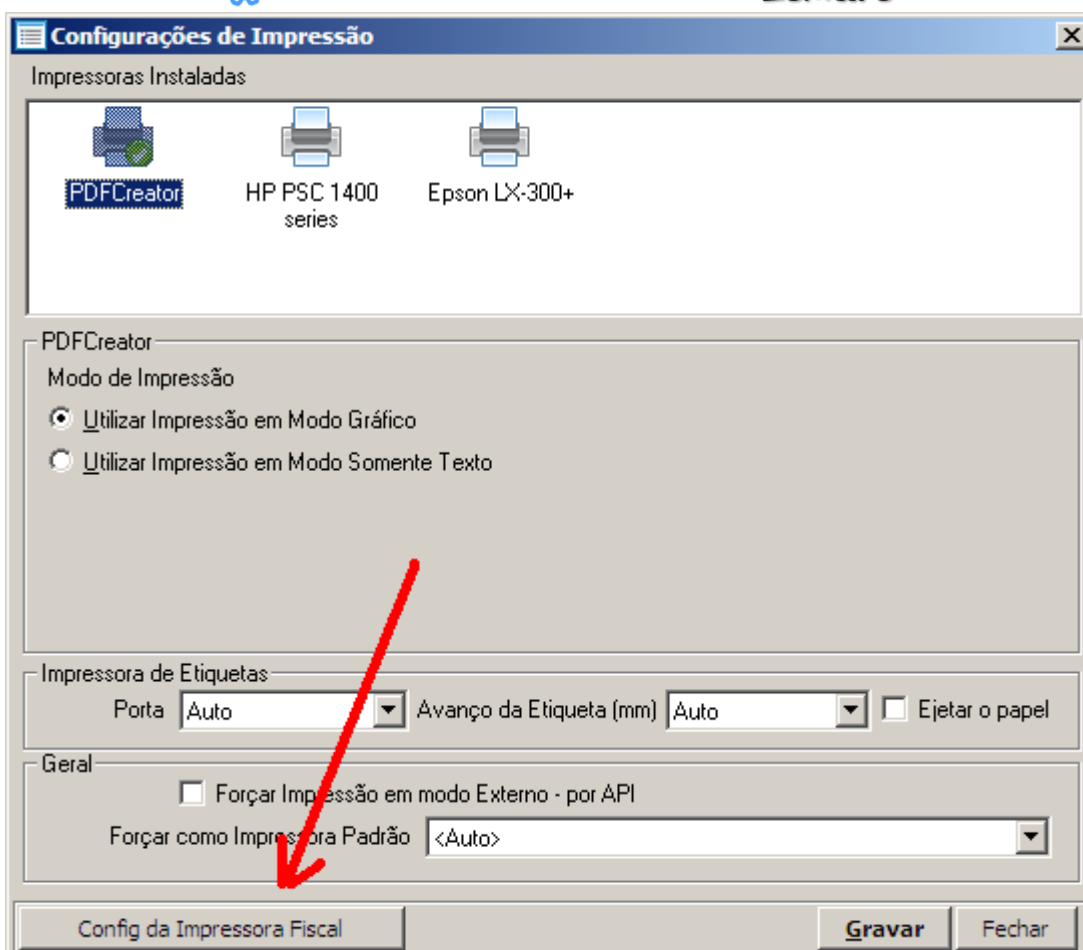 Configurações de Impressão
Impressoras Instaladas
PDFCreator
HP PSC 1400
series
Epson LX-300+
PDFCreator
Modo de Impressão
Utilizar Impressão em Modo Gráfico
Utilizar Impressão em Modo Somente Texto
Impressora de Etiquetas
Porta Auto Avanço da Etiqueta (mm) Auto Ejetar o papel
Geral
Forçar Impressão em modo Externo - por API
Forçar como Impressora Padrão <Auto>
Config da Impressora Fiscal Gravar Fechar